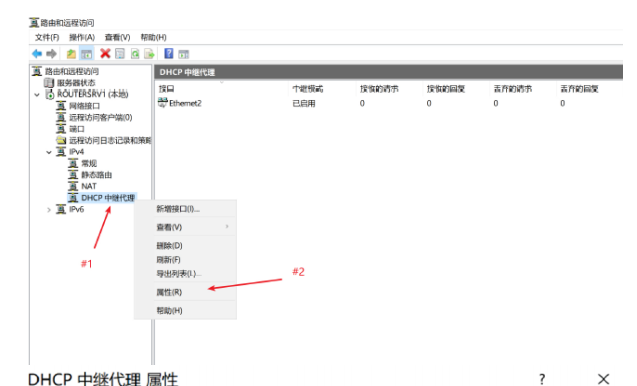 路由和远程访问
文件(F) 操作(A) 查看(V) 帮助(H)
路由和远程访问
服务器状态
ROUTERSRV1 (本地)
网络接口
远程访问客户端(0)
端口
远程访问日志记录和策略
IPv4
常规
静态路由
NAT
DHCP 中继代理
IPv6
DHCP 中继代理
接口 中继模式 接收的请求 接收的回复 丢弃的请求 丢弃的回复
Ethernet2 已启用 0 0 0 0
新增接口(I)...
查看(V)
删除(D)
刷新(F)
导出列表(L)...
属性(R)
帮助(H)
#1
#2
DHCP 中继代理 属性 ? ×